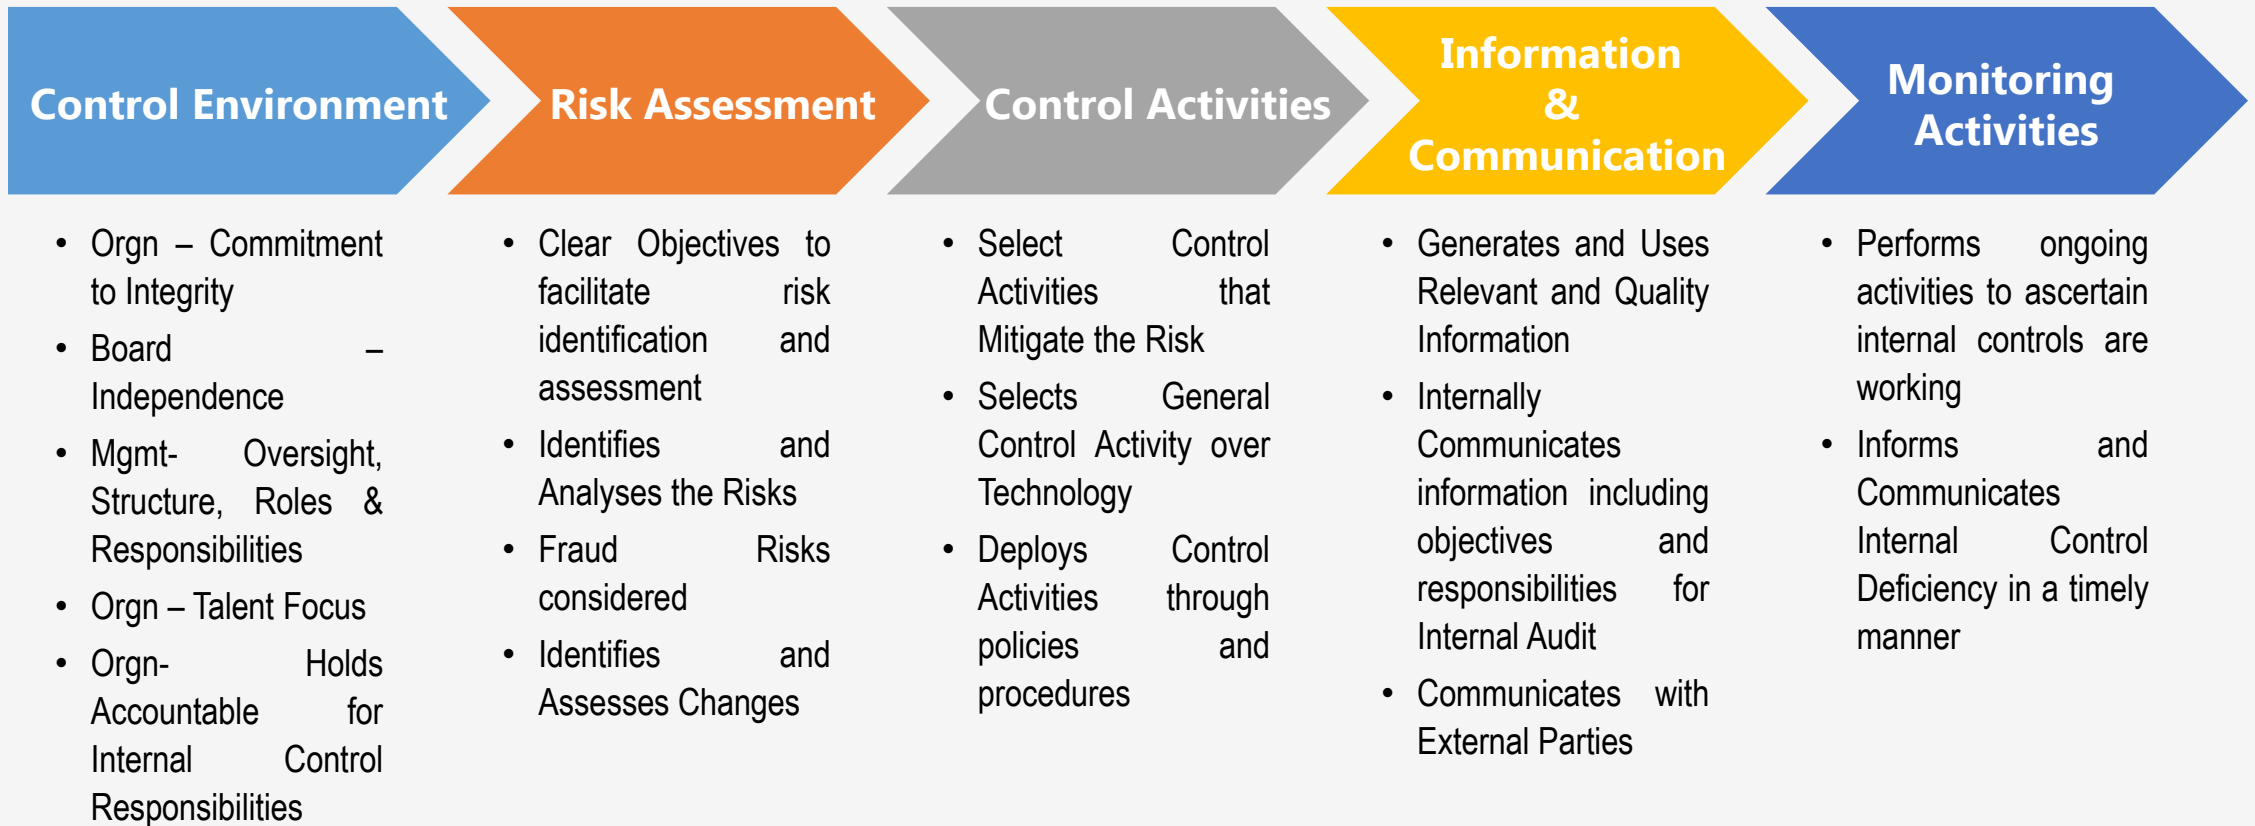 Control Environment
Risk Assessment
Control Activities
Information
&
Communication
Monitoring
Activities
• Orgn – Commitment
to Integrity
• Board –
Independence
• Mgmt- Oversight,
Structure, Roles &
Responsibilities
• Orgn – Talent Focus
• Orgn- Holds
Accountable for
Internal Control
Responsibilities
• Clear Objectives to
facilitate risk
identification and
assessment
• Identifies and
Analyses the Risks
• Fraud Risks
considered
• Identifies and
Assesses Changes
• Select Control
Activities that
Mitigate the Risk
• Selects General
Control Activity over
Technology
• Deploys Control
Activities through
policies and
procedures
• Generates and Uses
Relevant and Quality
Information
• Internally
Communicates
information including
objectives and
responsibilities for
Internal Audit
• Communicates with
External Parties
• Performs ongoing
activities to ascertain
internal controls are
working
• Informs and
Communicates
Internal Control
Deficiency in a timely
manner